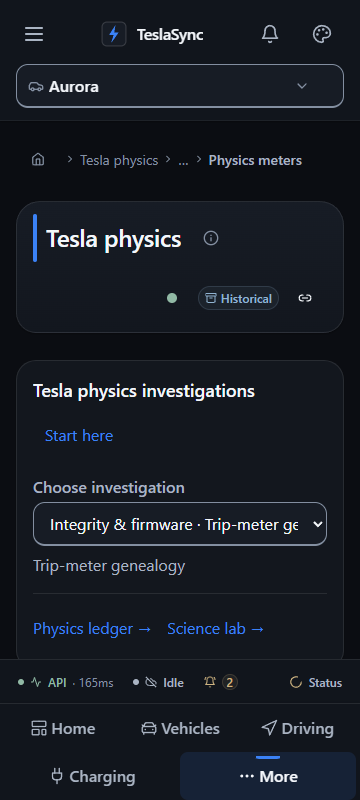 TeslaSync
Aurora
Tesla physics
...
Physics meters
Tesla physics
Historical
Tesla physics investigations
Start here
Choose investigation
Integrity & firmware · Trip-meter ge
Trip-meter genealogy
Physics ledger → Science lab →
API · 165ms Idle 2 Status
Home Vehicles Driving
Charging ··· More